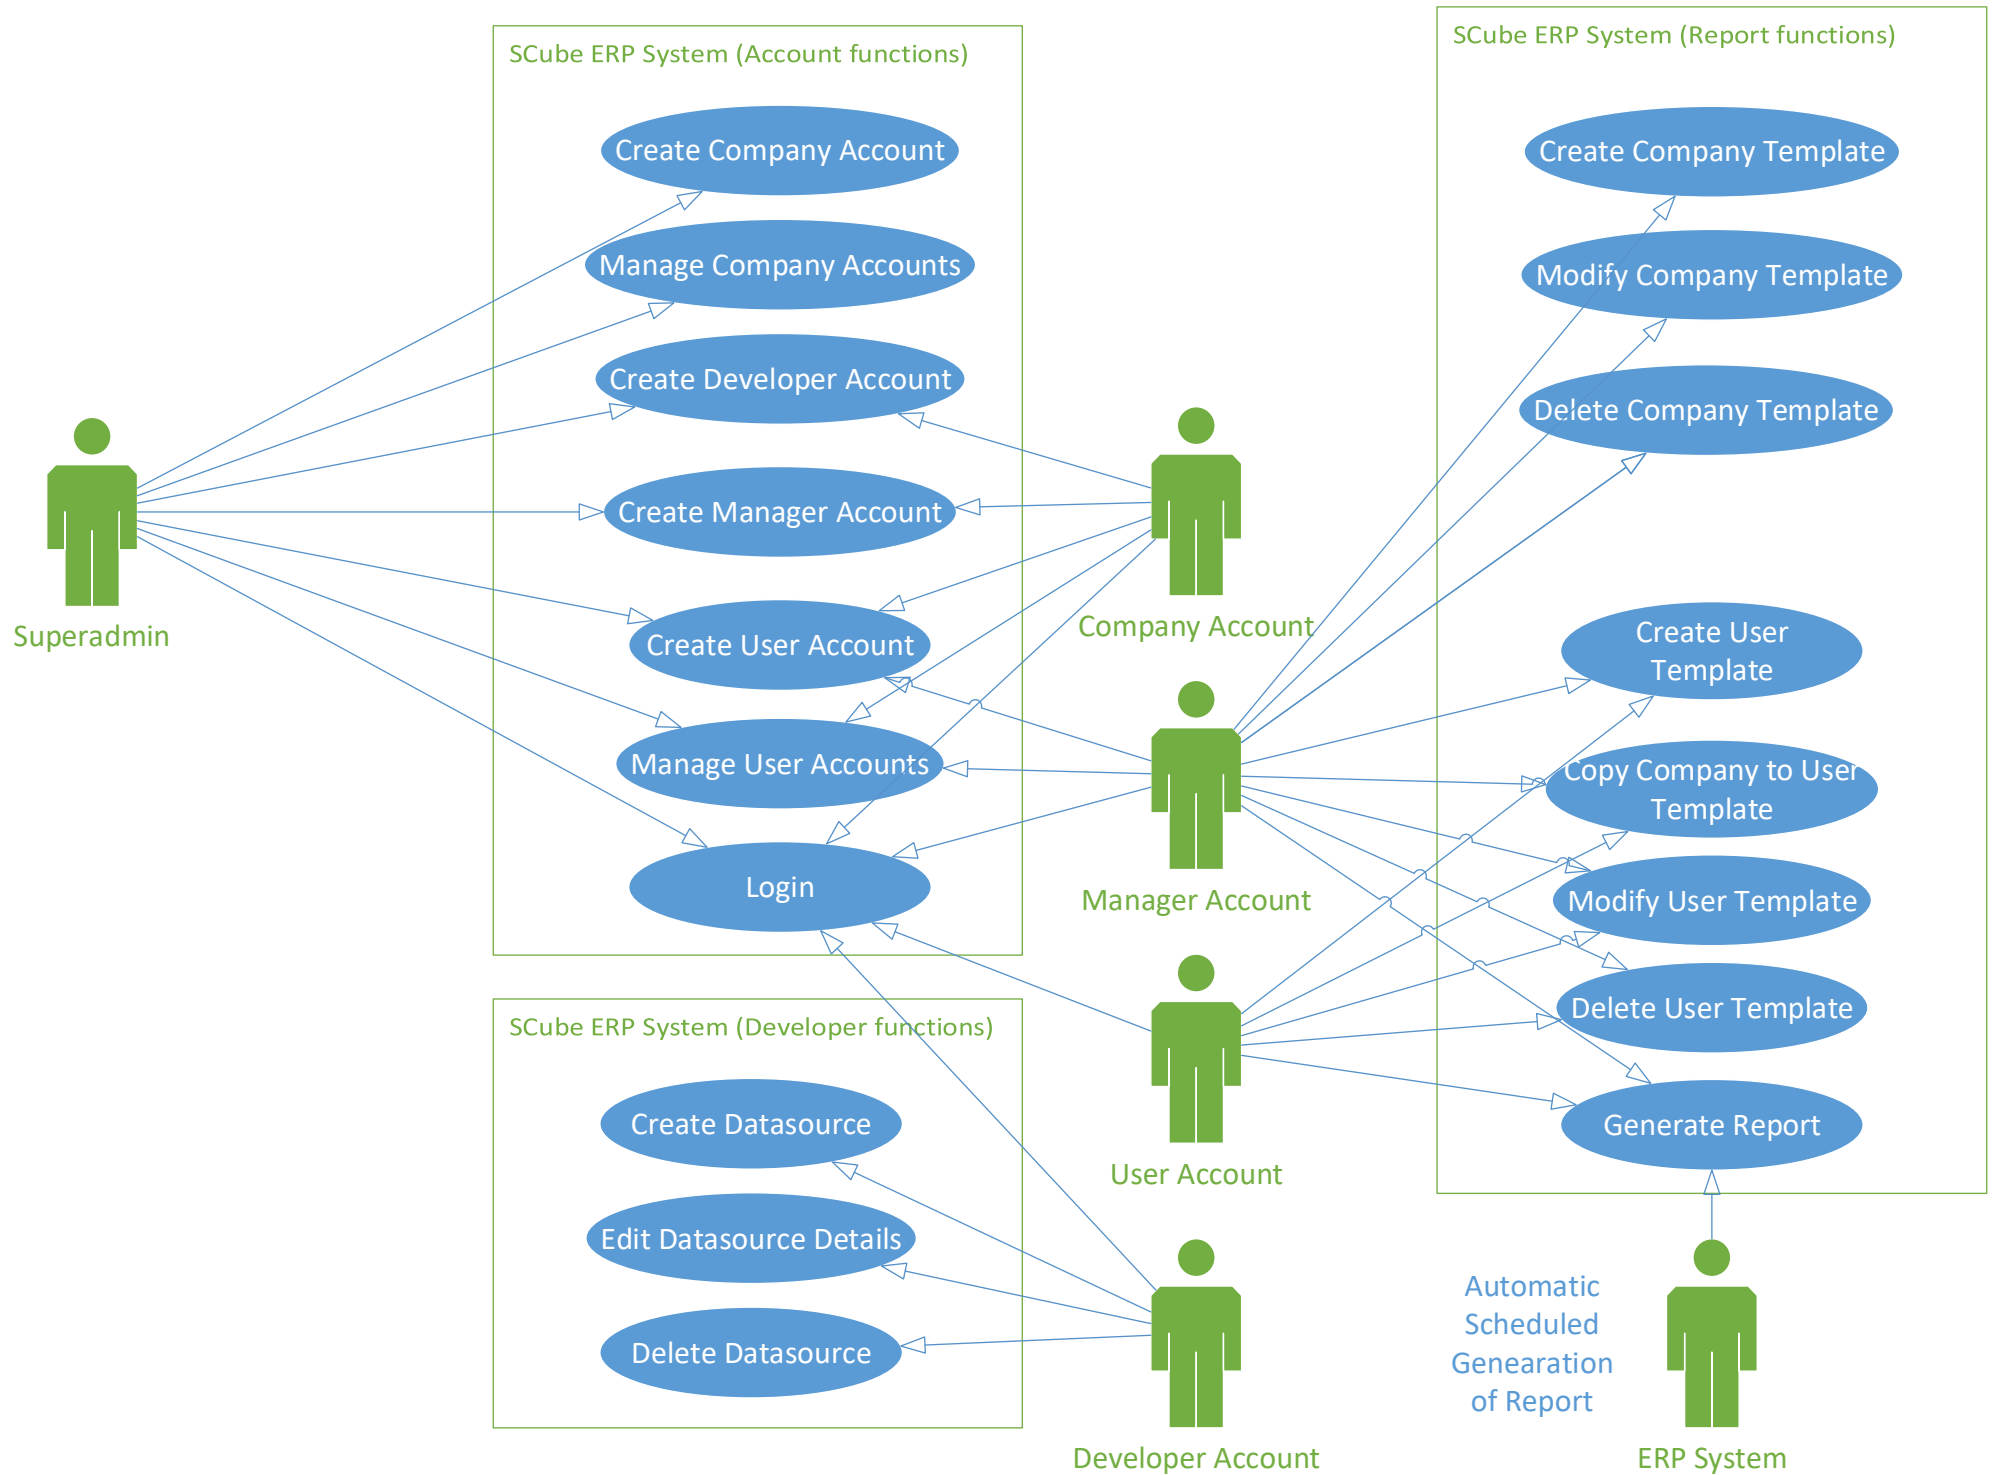 SCube ERP System (Account functions)
Create Company Account
Manage Company Accounts
Create Developer Account
Create Manager Account
Create User Account
Manage User Accounts
Login
Superadmin
SCube ERP System (Developer functions)
Create Datasource
Edit Datasource Details
Delete Datasource
Company Account
Manager Account
User Account
Developer Account
SCube ERP System (Report functions)
Create Company Template
Modify Company Template
Delete Company Template
Create User
Template
Copy Company to User
Template
Modify User Template
Delete User Template
Generate Report
Automatic
Scheduled
Genearation
of Report
ERP System